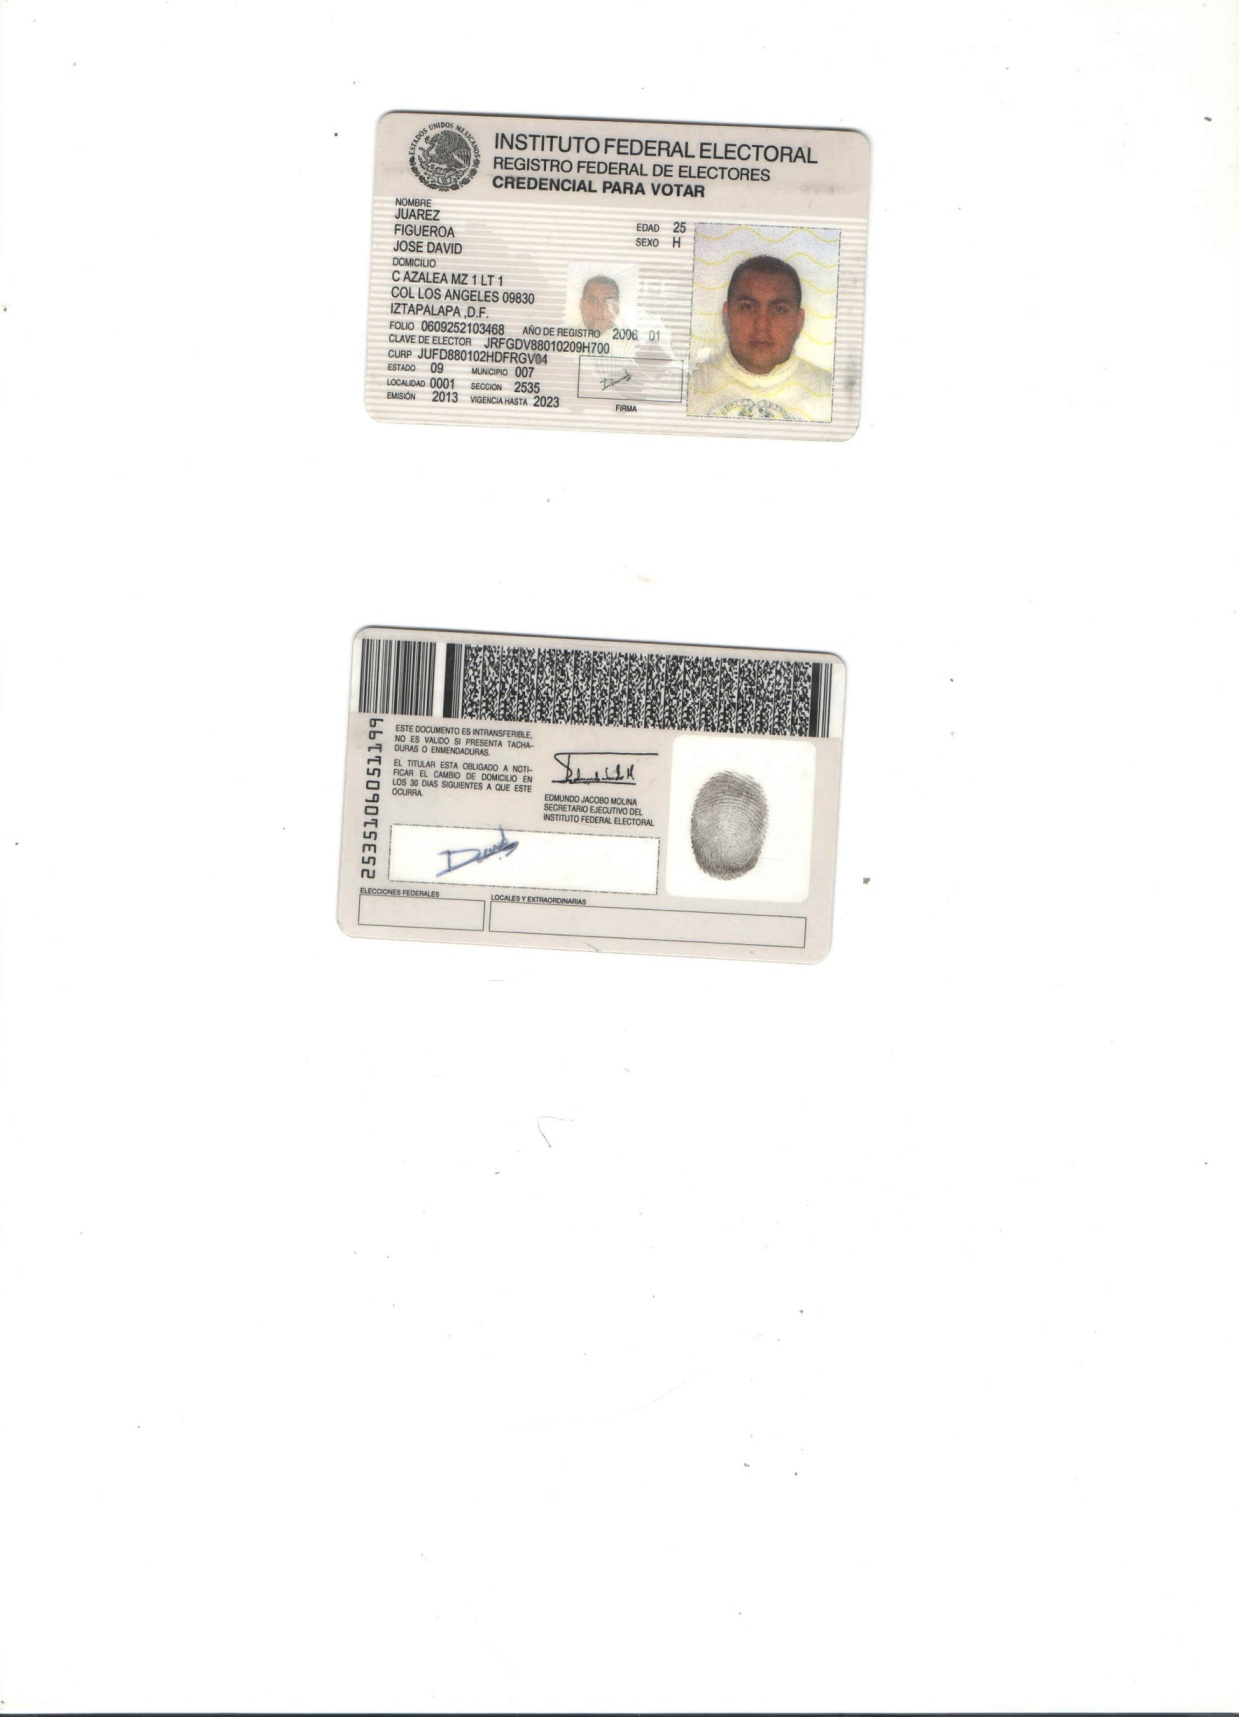 ESTADOS UNIDOS MEXICANOS
INSTITUTO FEDERAL ELECTORAL
REGISTRO FEDERAL DE ELECTORES
CREDENCIAL PARA VOTAR
NOMBRE
JUAREZ
FIGUEROA
JOSE DAVID
EDAD 25
SEXO H
DOMICILIO
C AZALEA MZ 1 LT 1
COL LOS ANGELES 09830
IZTAPALAPA ,D.F.
FOLIO 0609252103468 AÑO DE REGISTRO 2006 01
CLAVE DE ELECTOR JRFGDV88010209H700
CURP JUFD880102HDFRGV04
ESTADO 09 MUNICIPIO 007
LOCALIDAD 0001 SECCION 2535
EMISIÓN 2013 VIGENCIA HASTA 2023
FIRMA
2535106051199
ESTE DOCUMENTO ES INTRANSFERIBLE,
NO ES VALIDO SI PRESENTA TACHA-
DURAS O ENMENDADURAS.
EL TITULAR ESTA OBLIGADO A NOTI-
FICAR EL CAMBIO DE DOMICILIO EN
LOS 30 DIAS SIGUIENTES A QUE ESTE
OCURRA.
EDMUNDO JACOBO MOLINA
SECRETARIO EJECUTIVO DEL
INSTITUTO FEDERAL ELECTORAL
ELECCIONES FEDERALES
LOCALES Y EXTRAORDINARIAS